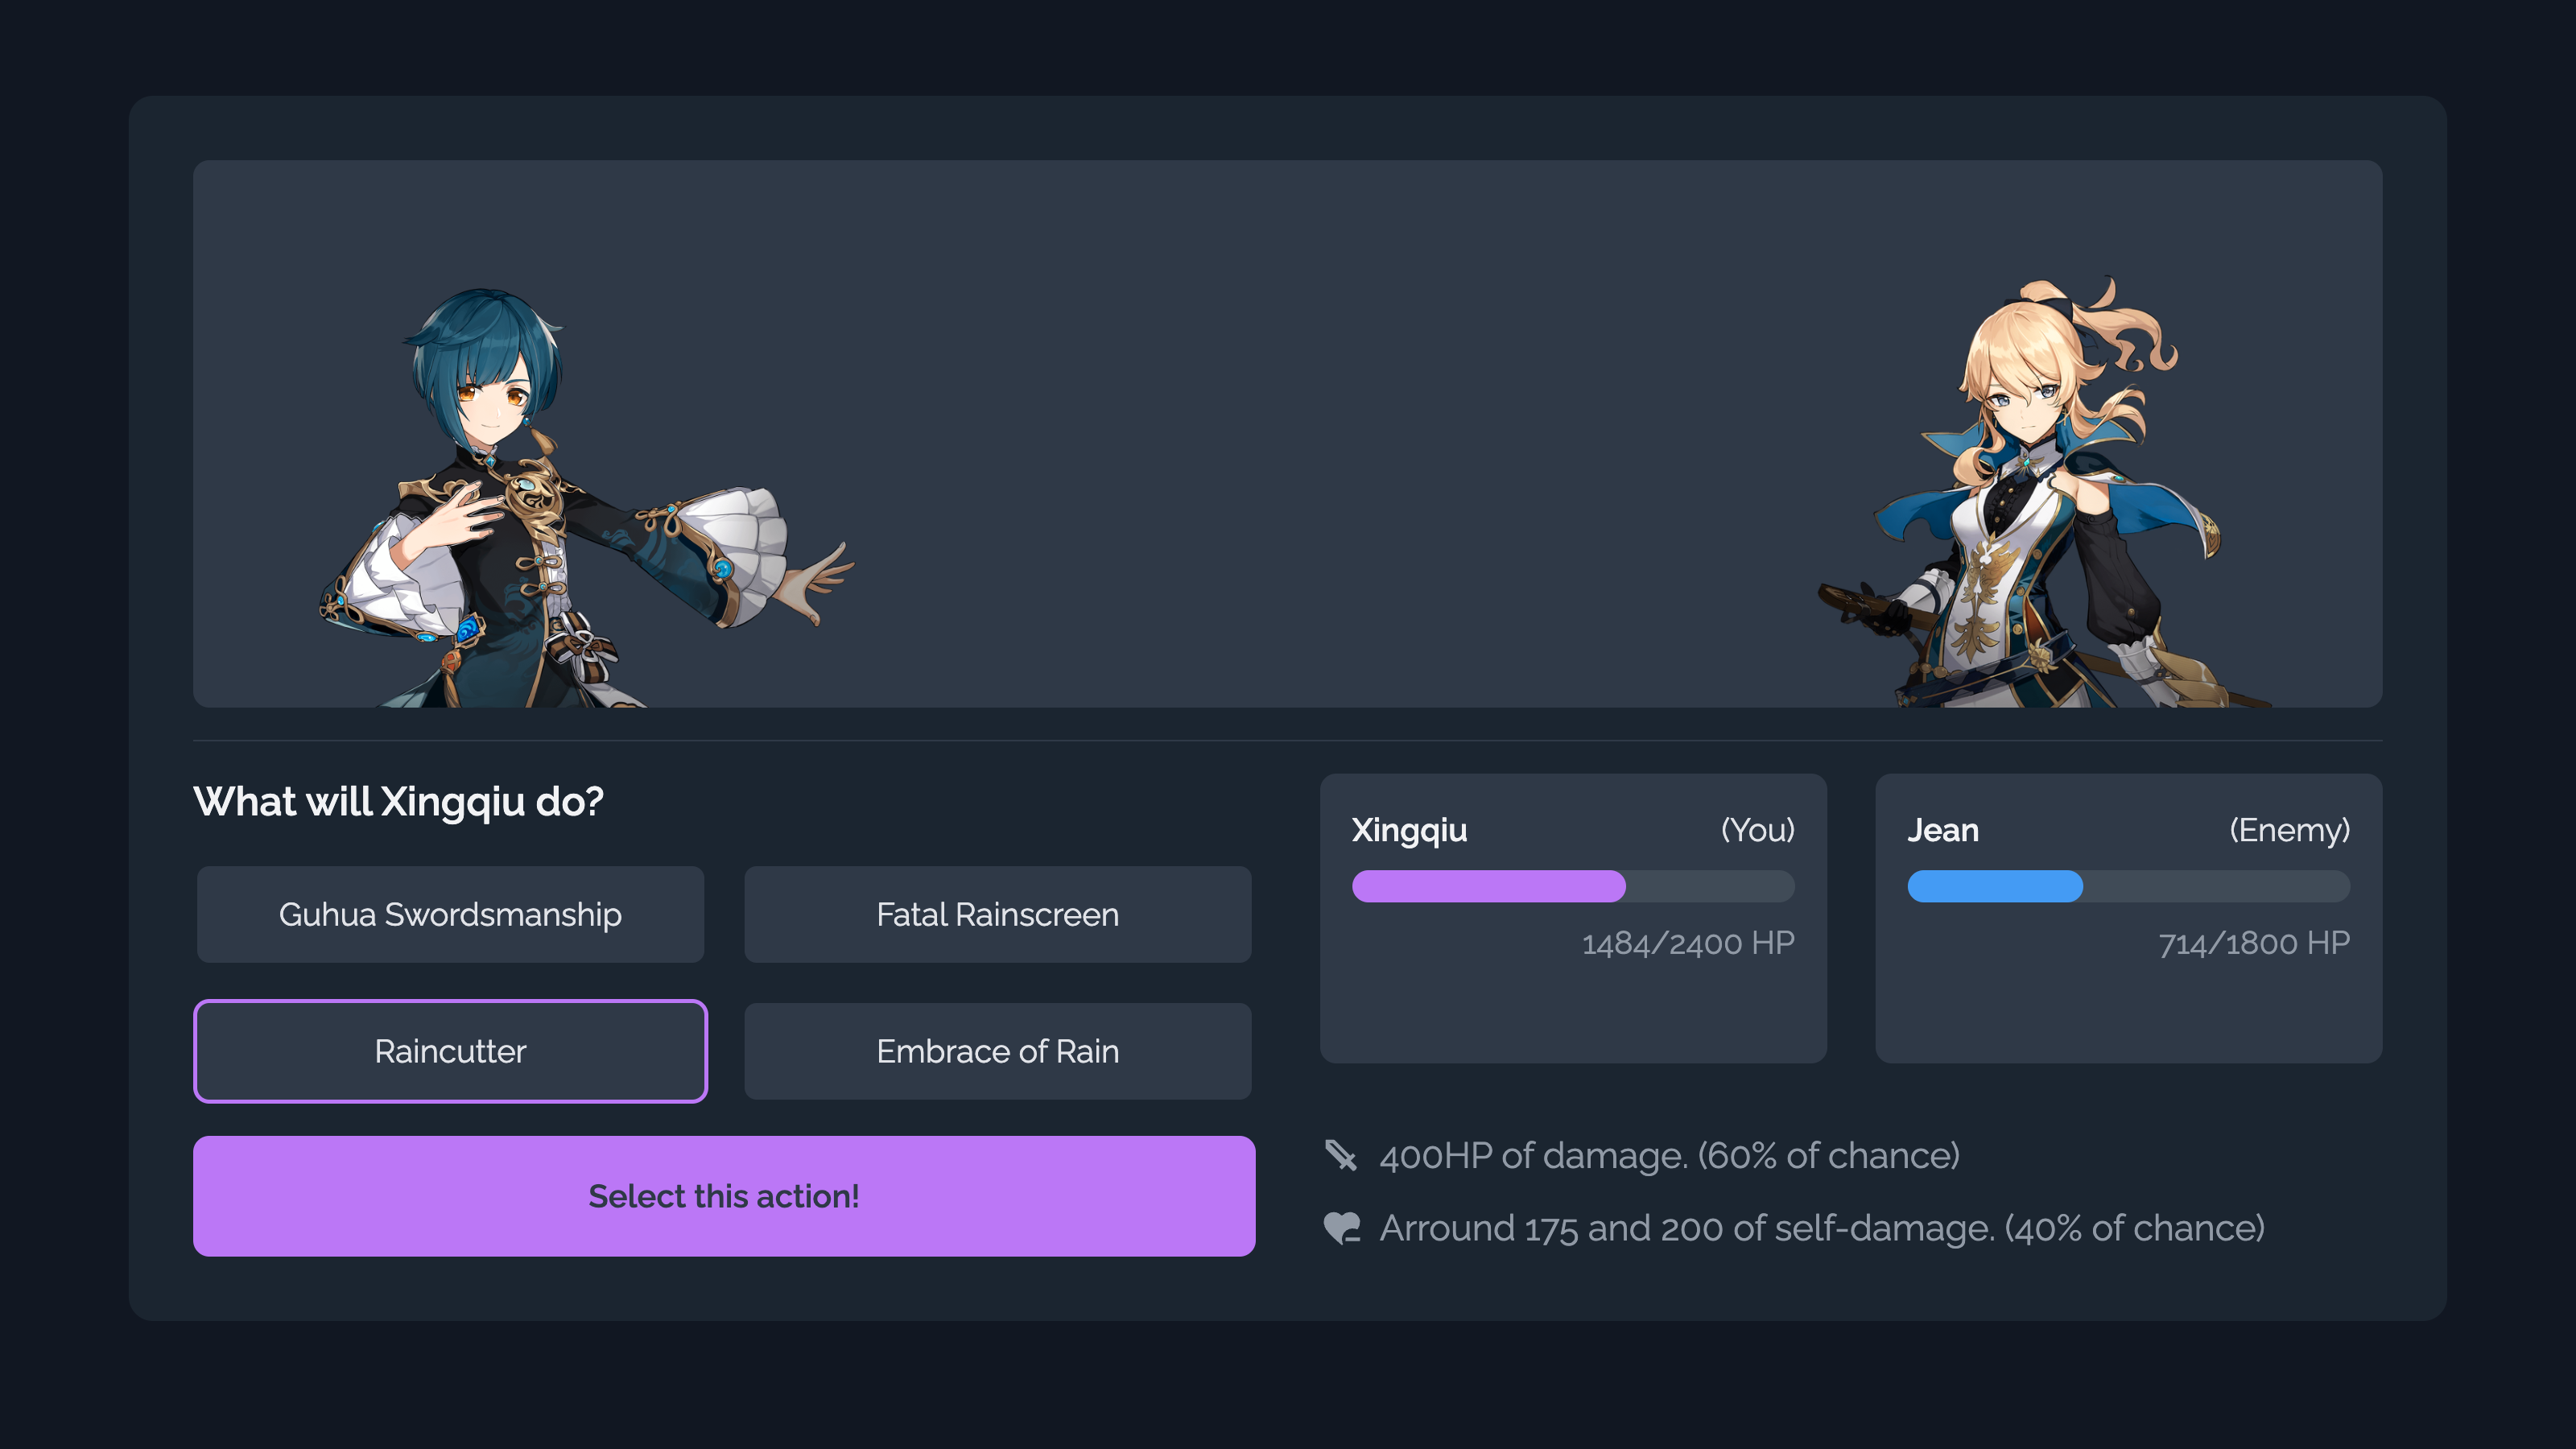 What will Xingqiu do?
Guhua Swordsmanship
Fatal Rainscreen
Raincutter
Embrace of Rain
Select this action!
Xingqiu (You)
1484/2400 HP
Jean (Enemy)
714/1800 HP
400HP of damage. (60% of chance)
Arround 175 and 200 of self-damage. (40% of chance)